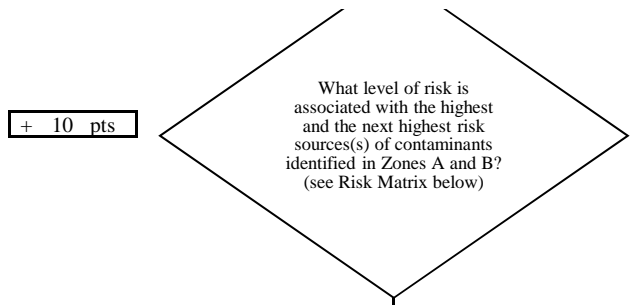 What level of risk is
associated with the highest
and the next highest risk
sources(s) of contaminants
identified in Zones A and B?
(see Risk Matrix below)
+ 10 pts